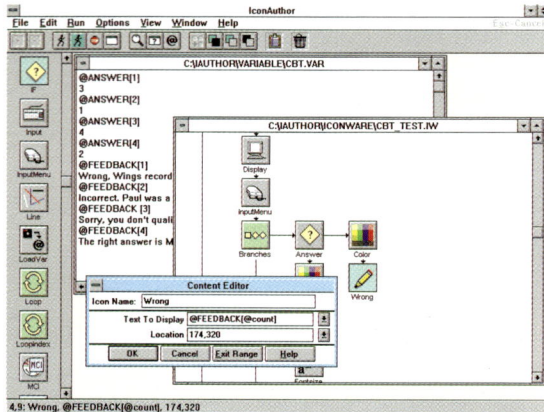 IconAuthor
File Edit Run Options View Window Help
C:\IAUTHOR\VARIABLE\CBT.VAR
@ANSWER[1]
3
@ANSWER[2]
1
@ANSWER[3]
4
@ANSWER[4]
2
@FEEDBACK[1]
Wrong, Wings record
@FEEDBACK[2]
Incorrect. Paul was a
@FEEDBACK [3]
Sorry, you don't quali
@FEEDBACK[4]
The right answer is M
IF
Input
InputMenu
Line
LoadVar
Loop
LoopIndex
MCI
MCI
C:\IAUTHOR\ICONWARE\CBT_TEST.IW
Display
InputMenu
Branches
Answer
Color
Wrong
Fontsize
Content Editor
Icon Name: Wrong
Text To Display @FEEDBACK[@count]
Location 174,320
OK Cancel Exit Range Help
4,9: Wrong, @FEEDBACK[@count], 174,320